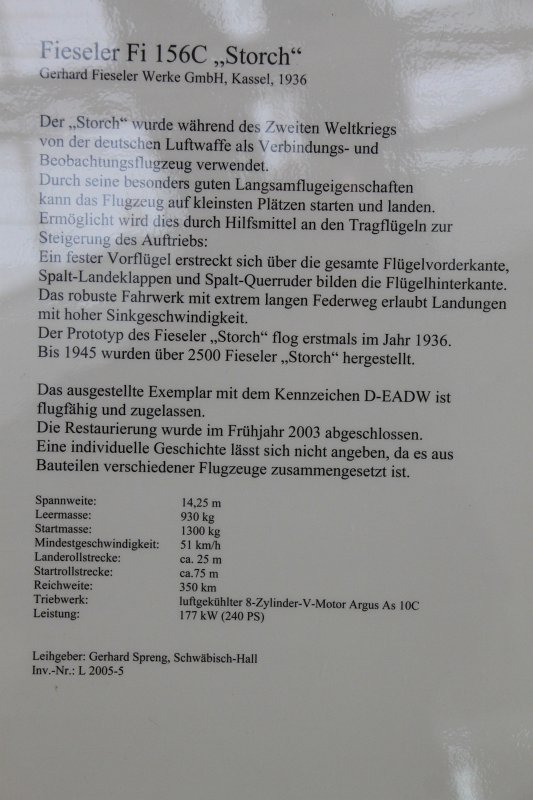 Fieseler Fi 156C „Storch“
Gerhard Fieseler Werke GmbH, Kassel, 1936
Der „Storch“ wurde während des Zweiten Weltkriegs
von der deutschen Luftwaffe als Verbindungs- und
Beobachtungsflugzeug verwendet.
Durch seine besonders guten Langsamflugeigenschaften
kann das Flugzeug auf kleinsten Plätzen starten und landen.
Ermöglicht wird dies durch Hilfsmittel an den Tragflügeln zur
Steigerung des Auftriebs:
Ein fester Vorflügel erstreckt sich über die gesamte Flügelvorderkante,
Spalt-Landeklappen und Spalt-Querruder bilden die Flügelhinterkante.
Das robuste Fahrwerk mit extrem langen Federweg erlaubt Landungen
mit hoher Sinkgeschwindigkeit.
Der Prototyp des Fieseler „Storch“ flog erstmals im Jahr 1936.
Bis 1945 wurden über 2500 Fieseler „Storch“ hergestellt.
Das ausgestellte Exemplar mit dem Kennzeichen D-EADW ist
flugfähig und zugelassen.
Die Restaurierung wurde im Frühjahr 2003 abgeschlossen.
Eine individuelle Geschichte lässt sich nicht angeben, da es aus
Bauteilen verschiedener Flugzeuge zusammengesetzt ist.
Spannweite: 14,25 m
Leermasse: 930 kg
Startmasse: 1300 kg
Mindestgeschwindigkeit: 51 km/h
Landerollstrecke: ca. 25 m
Startrollstrecke: ca.75 m
Reichweite: 350 km
Triebwerk: luftgekühlter 8-Zylinder-V-Motor Argus As 10C
Leistung: 177 kW (240 PS)
Leihgeber: Gerhard Spreng, Schwäbisch-Hall
Inv.-Nr.: L 2005-5